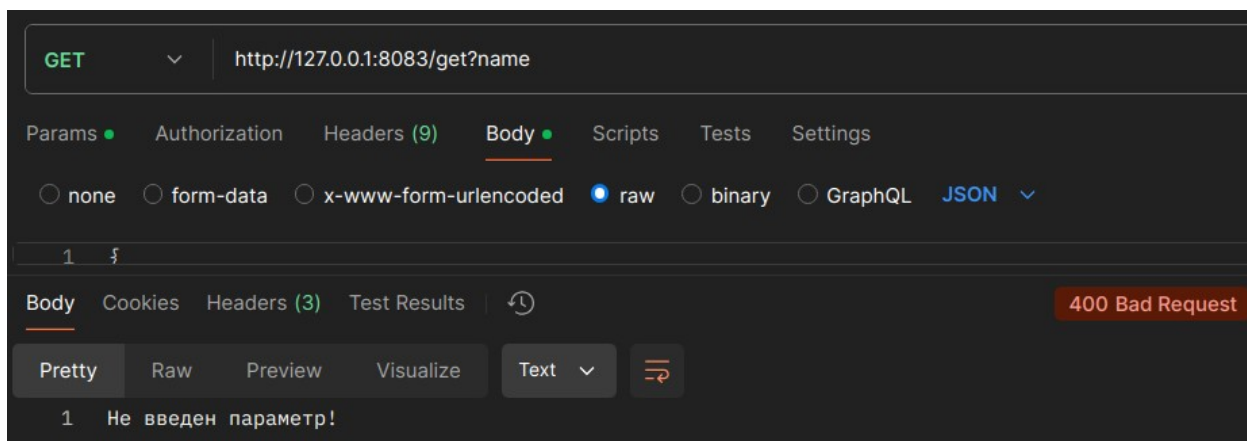 GET http://127.0.0.1:8083/get?name
Params Authorization Headers (9) Body Scripts Tests Settings
none form-data x-www-form-urlencoded raw binary GraphQL JSON
1 {
Body Cookies Headers (3) Test Results 400 Bad Request
Pretty Raw Preview Visualize Text
1 Не введен параметр!